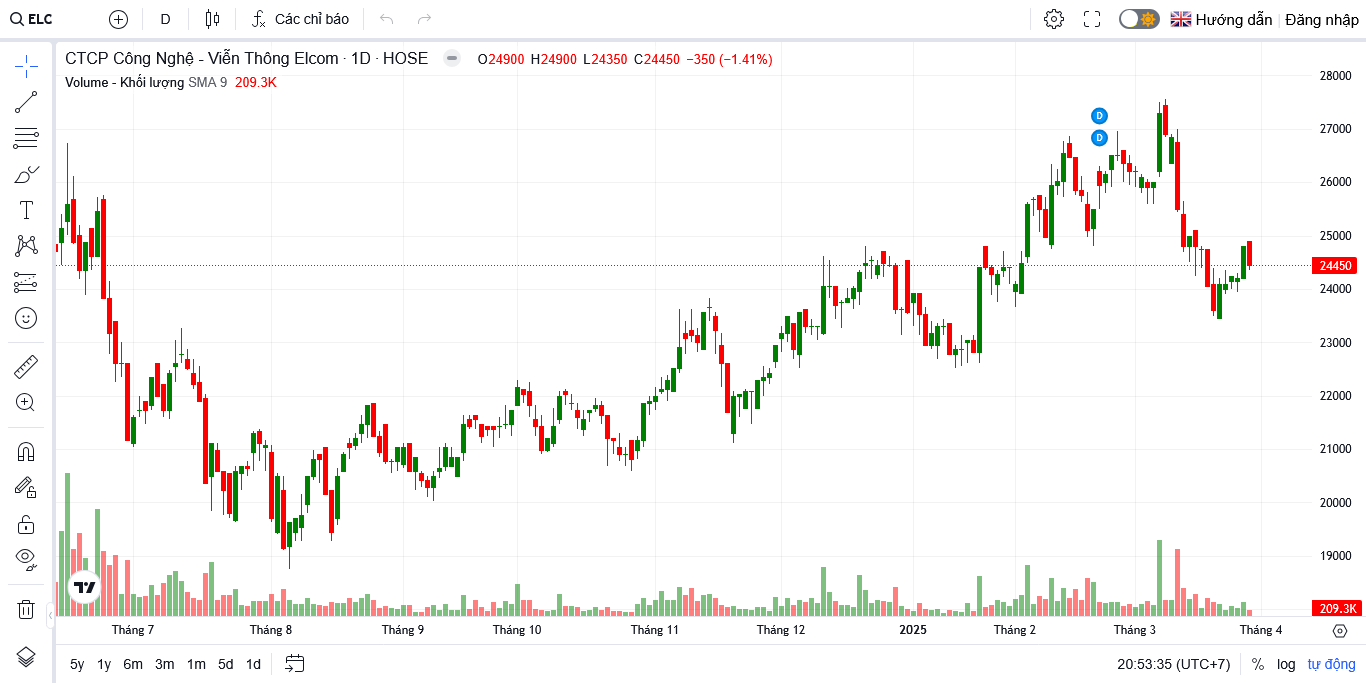 ELC D Các chỉ báo Hướng dẫn Đăng nhập
CTCP Công Nghệ - Viễn Thông Elcom · 1D · HOSE O24900 H24900 L24350 C24450 −350 (−1.41%)
Volume - Khối lượng SMA 9 209.3K
D
D
28000
27000
26000
25000
24450
24000
23000
22000
21000
20000
19000
209.3K
Tháng 7 Tháng 8 Tháng 9 Tháng 10 Tháng 11 Tháng 12 2025 Tháng 2 Tháng 3 Tháng 4
5y 1y 6m 3m 1m 5d 1d 20:53:35 (UTC+7) % log tự động